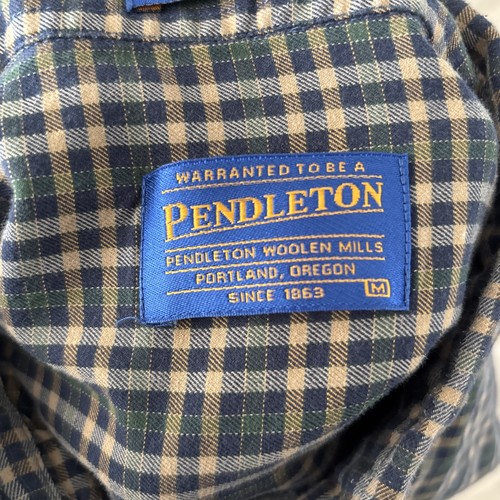 WARRANTED TO BE A
PENDLETON
PENDLETON WOOLEN MILLS
PORTLAND, OREGON
SINCE 1863
M